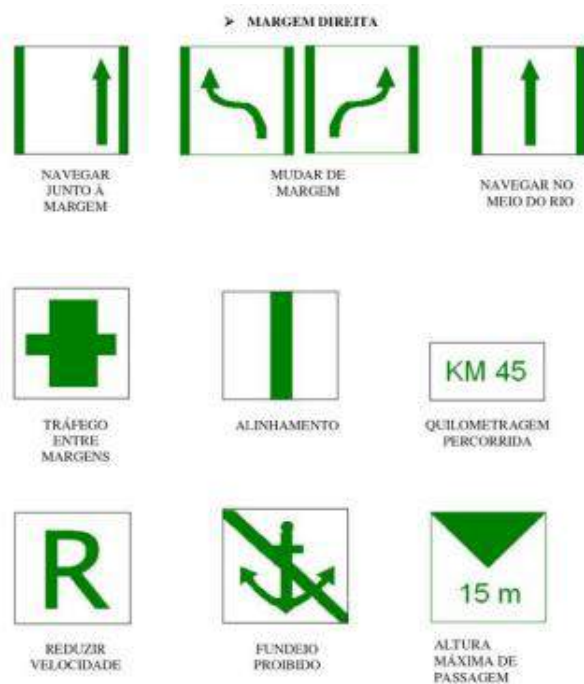 ➢ MARGEM DIREITA
NAVEGAR
JUNTO À
MARGEM
MUDAR DE
MARGEM
NAVEGAR NO
MEIO DO RIO
TRÁFEGO
ENTRE
MARGENS
ALINHAMENTO
KM 45
QUILOMETRAGEM
PERCORRIDA
R
REDUZIR
VELOCIDADE
FUNDEIO
PROIBIDO
15 m
ALTURA
MÁXIMA DE
PASSAGEM